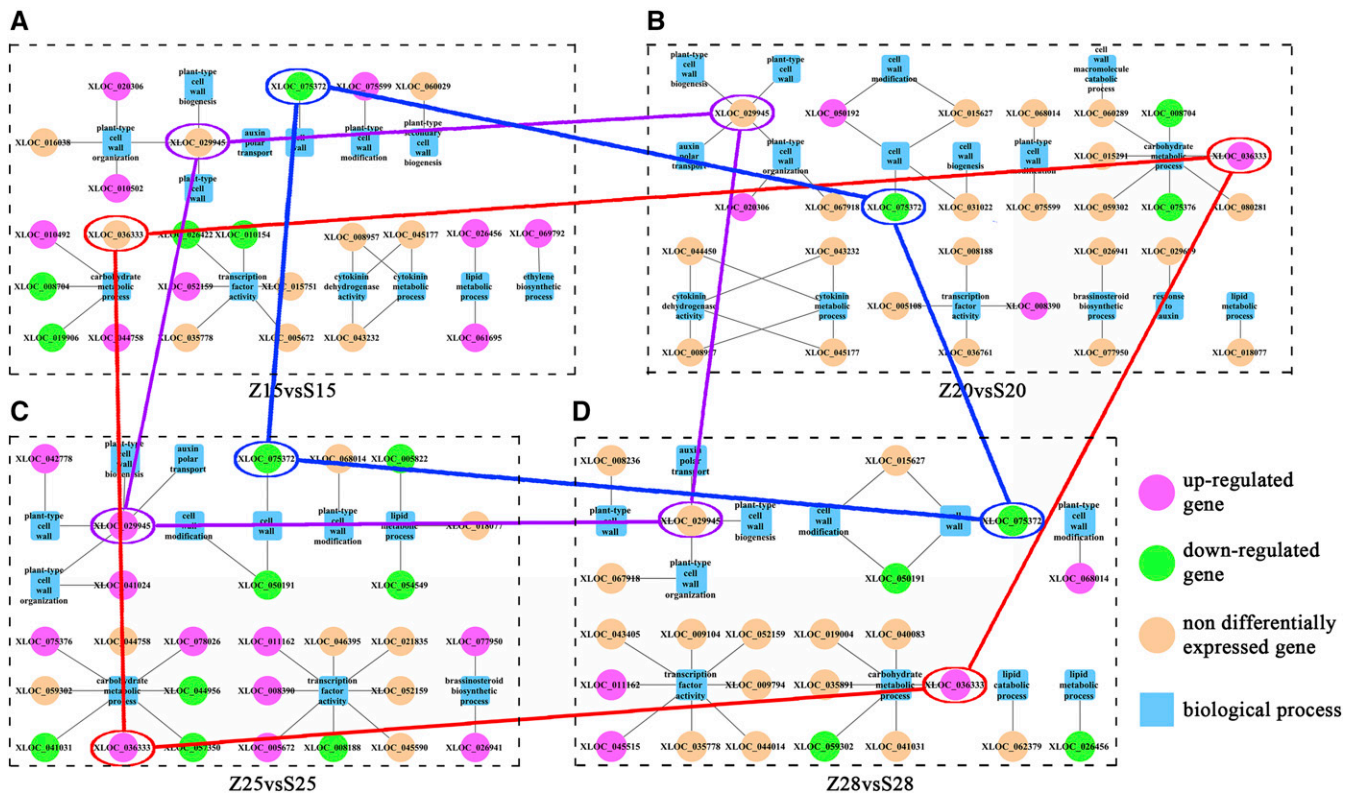 A
XLOC_020306
plant-type
cell
wall
biogenesis
XLOC_075372
XLOC_075599
XLOC_060029
XLOC_016038
plant-type
cell
wall
organization
XLOC_029945
auxin
polar
transport
cell
wall
plant-type
cell
wall
modification
plant-type
secondary
cell wall
biogenesis
XLOC_010502
plant-type
cell
wall
XLOC_010492
XLOC_036333
XLOC_026422
XLOC_010154
XLOC_008957
XLOC_045177
XLOC_026456
XLOC_069792
XLOC_008704
carbohydrate
metabolic
process
XLOC_052159
transcription
factor
activity
XLOC_015751
cytokinin
dehydrogenase
activity
cytokinin
metabolic
process
lipid
metabolic
process
ethylene
biosynthetic
process
XLOC_019906
XLOC_044758
XLOC_035778
XLOC_005672
XLOC_043232
XLOC_061695
Z15vsS15
B
plant-type
cell
wall
biogenesis
plant-type
cell
wall
cell
wall
modification
cell
wall
macromolecule
catabolic
process
XLOC_029945
XLOC_050192
XLOC_015627
XLOC_068014
XLOC_060289
XLOC_008704
auxin
polar
transport
plant-type
cell
wall
organization
cell
wall
cell
wall
biogenesis
plant-type
cell
wall
modification
XLOC_015291
carbohydrate
metabolic
process
XLOC_036333
XLOC_020306
XLOC_067918
XLOC_075372
XLOC_031022
XLOC_075599
XLOC_059302
XLOC_075376
XLOC_080281
XLOC_044450
XLOC_043232
XLOC_008188
XLOC_026941
XLOC_029679
cytokinin
dehydrogenase
activity
cytokinin
metabolic
process
XLOC_005108
transcription
factor
activity
XLOC_008390
brassinosteroid
biosynthetic
process
response
to
auxin
lipid
metabolic
process
XLOC_008957
XLOC_045177
XLOC_036761
XLOC_077950
XLOC_018077
Z20vsS20
C
XLOC_042778
plant-type
cell
wall
biogenesis
auxin
polar
transport
XLOC_075372
XLOC_068014
XLOC_005822
plant-type
cell
wall
XLOC_029945
cell
wall
modification
cell
wall
plant-type
cell
wall
modification
lipid
metabolic
process
XLOC_018077
plant-type
cell
wall
organization
XLOC_041024
XLOC_050191
XLOC_054549
XLOC_075376
XLOC_044758
XLOC_078026
XLOC_011162
XLOC_046395
XLOC_021835
XLOC_077950
XLOC_059302
carbohydrate
metabolic
process
XLOC_044956
XLOC_008390
transcription
factor
activity
XLOC_052159
brassinosteroid
biosynthetic
process
XLOC_041031
XLOC_036333
XLOC_057350
XLOC_005672
XLOC_008188
XLOC_045590
XLOC_026941
Z25vsS25
D
XLOC_008236
auxin
polar
transport
XLOC_015627
plant-type
cell
wall
XLOC_029945
plant-type
cell
wall
biogenesis
cell
wall
modification
cell
wall
XLOC_075372
plant-type
cell
wall
modification
XLOC_067918
plant-type
cell
wall
organization
XLOC_050191
XLOC_068014
XLOC_043405
XLOC_009104
XLOC_052159
XLOC_019004
XLOC_040083
XLOC_011162
transcription
factor
activity
XLOC_009794
XLOC_035891
carbohydrate
metabolic
process
XLOC_036333
lipid
catabolic
process
lipid
metabolic
process
XLOC_045515
XLOC_035778
XLOC_044014
XLOC_059302
XLOC_041031
XLOC_062379
XLOC_026456
Z28vsS28
up-regulated
gene
down-regulated
gene
non differentially
expressed gene
biological process